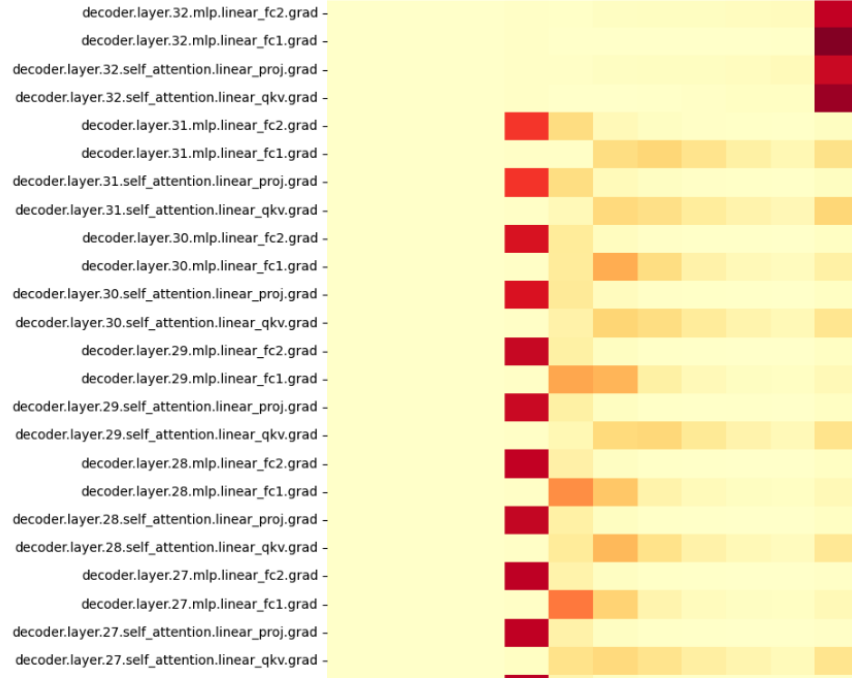 decoder.layer.32.mlp.linear_fc2.grad
decoder.layer.32.mlp.linear_fc1.grad
decoder.layer.32.self_attention.linear_proj.grad
decoder.layer.32.self_attention.linear_qkv.grad
decoder.layer.31.mlp.linear_fc2.grad
decoder.layer.31.mlp.linear_fc1.grad
decoder.layer.31.self_attention.linear_proj.grad
decoder.layer.31.self_attention.linear_qkv.grad
decoder.layer.30.mlp.linear_fc2.grad
decoder.layer.30.mlp.linear_fc1.grad
decoder.layer.30.self_attention.linear_proj.grad
decoder.layer.30.self_attention.linear_qkv.grad
decoder.layer.29.mlp.linear_fc2.grad
decoder.layer.29.mlp.linear_fc1.grad
decoder.layer.29.self_attention.linear_proj.grad
decoder.layer.29.self_attention.linear_qkv.grad
decoder.layer.28.mlp.linear_fc2.grad
decoder.layer.28.mlp.linear_fc1.grad
decoder.layer.28.self_attention.linear_proj.grad
decoder.layer.28.self_attention.linear_qkv.grad
decoder.layer.27.mlp.linear_fc2.grad
decoder.layer.27.mlp.linear_fc1.grad
decoder.layer.27.self_attention.linear_proj.grad
decoder.layer.27.self_attention.linear_qkv.grad